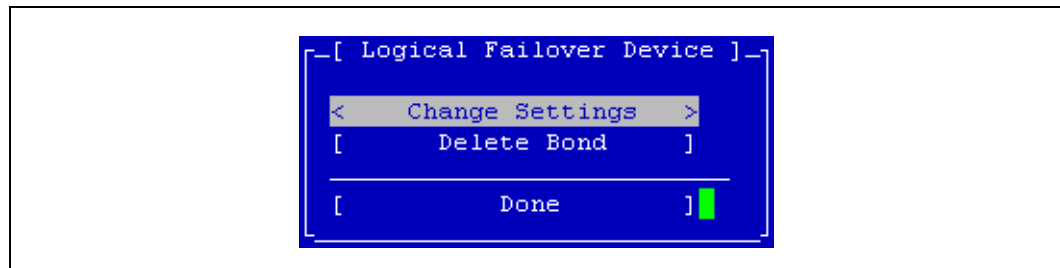 [ Logical Failover Device ]
< Change Settings >
[ Delete Bond ]
[ Done ]